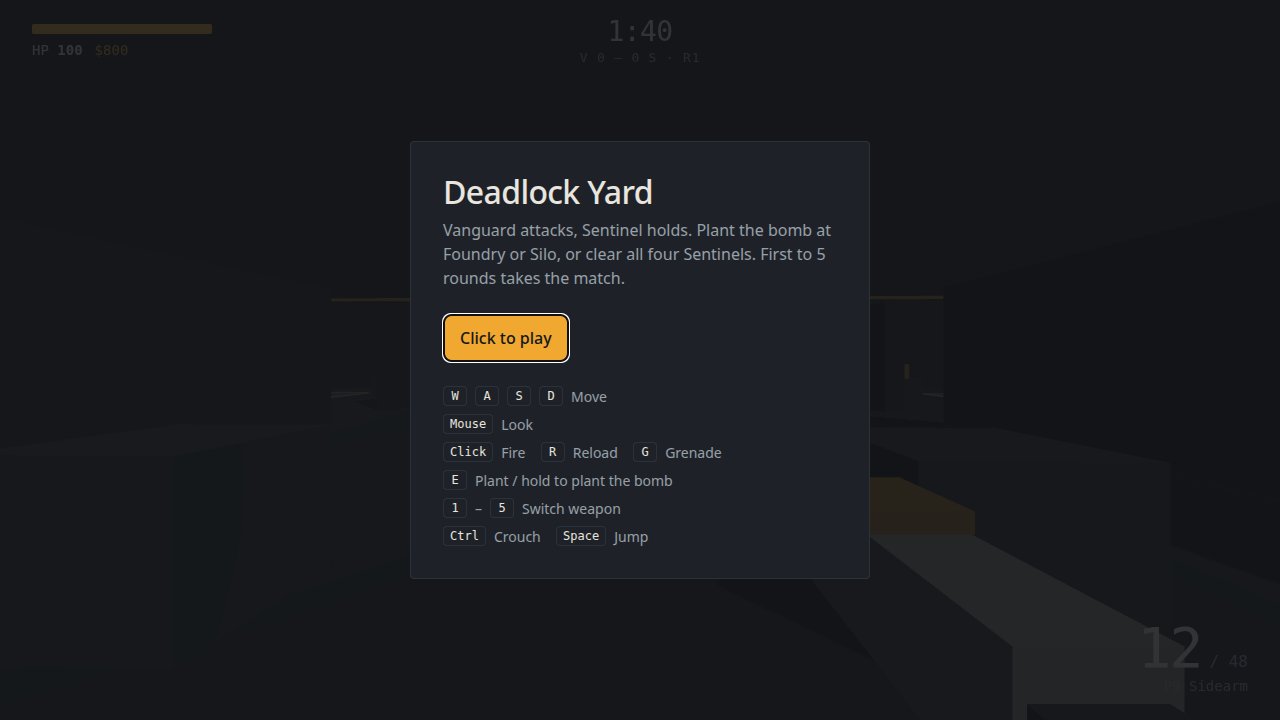 HP 100 $800
1:40
V 0 – 0 S · R1
Deadlock Yard
Vanguard attacks, Sentinel holds. Plant the bomb at
Foundry or Silo, or clear all four Sentinels. First to 5
rounds takes the match.
Click to play
W A S D Move
Mouse Look
Click Fire R Reload G Grenade
E Plant / hold to plant the bomb
1 – 5 Switch weapon
Ctrl Crouch Space Jump
12 / 48
Sidearm